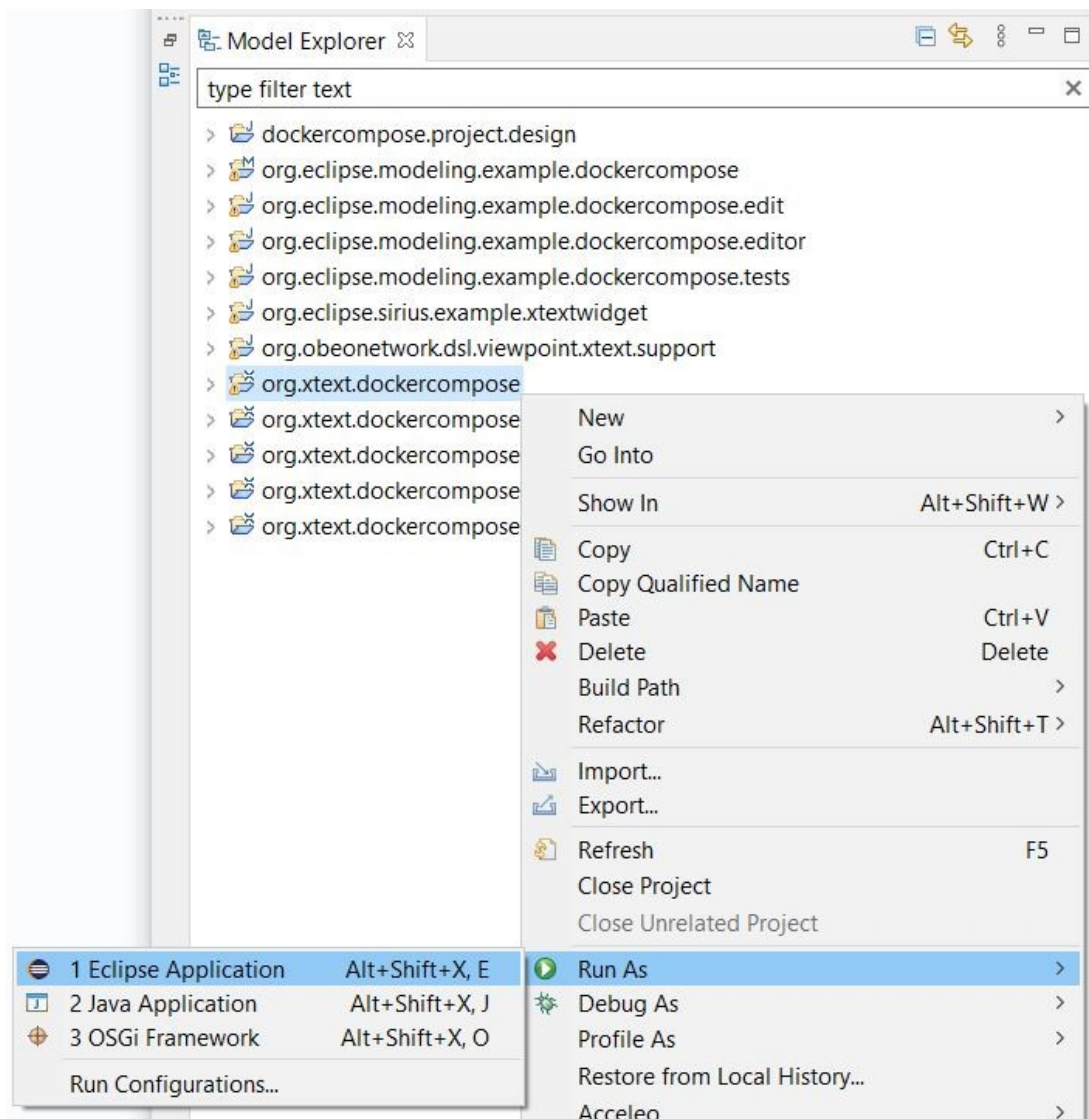 Model Explorer
type filter text
dockercompose.project.design
org.eclipse.modeling.example.dockercompose
org.eclipse.modeling.example.dockercompose.edit
org.eclipse.modeling.example.dockercompose.editor
org.eclipse.modeling.example.dockercompose.tests
org.eclipse.sirius.example.xtextwidget
org.obeonetwork.dsl.viewpoint.xtext.support
org.xtext.dockercompose
org.xtext.dockercompose
org.xtext.dockercompose
org.xtext.dockercompose
org.xtext.dockercompose
New
Go Into
Show In Alt+Shift+W
Copy Ctrl+C
Copy Qualified Name
Paste Ctrl+V
Delete Delete
Build Path
Refactor Alt+Shift+T
Import...
Export...
Refresh F5
Close Project
Close Unrelated Project
Run As
Debug As
Profile As
Restore from Local History...
Acceleo
1 Eclipse Application Alt+Shift+X, E
2 Java Application Alt+Shift+X, J
3 OSGi Framework Alt+Shift+X, O
Run Configurations...